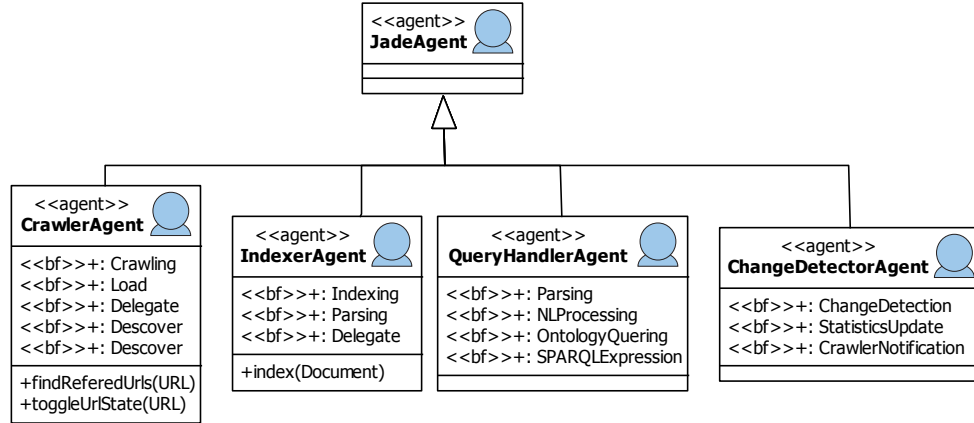 <<agent>>
JadeAgent
<<agent>>
CrawlerAgent
<<bf>>+: Crawling
<<bf>>+: Load
<<bf>>+: Delegate
<<bf>>+: Descover
<<bf>>+: Descover
+findReferedUrls(URL)
+toggleUrlState(URL)
<<agent>>
IndexerAgent
<<bf>>+: Indexing
<<bf>>+: Parsing
<<bf>>+: Delegate
+index(Document)
<<agent>>
QueryHandlerAgent
<<bf>>+: Parsing
<<bf>>+: NLProcessing
<<bf>>+: OntologyQuering
<<bf>>+: SPARQLExpression
<<agent>>
ChangeDetectorAgent
<<bf>>+: ChangeDetection
<<bf>>+: StatisticsUpdate
<<bf>>+: CrawlerNotification